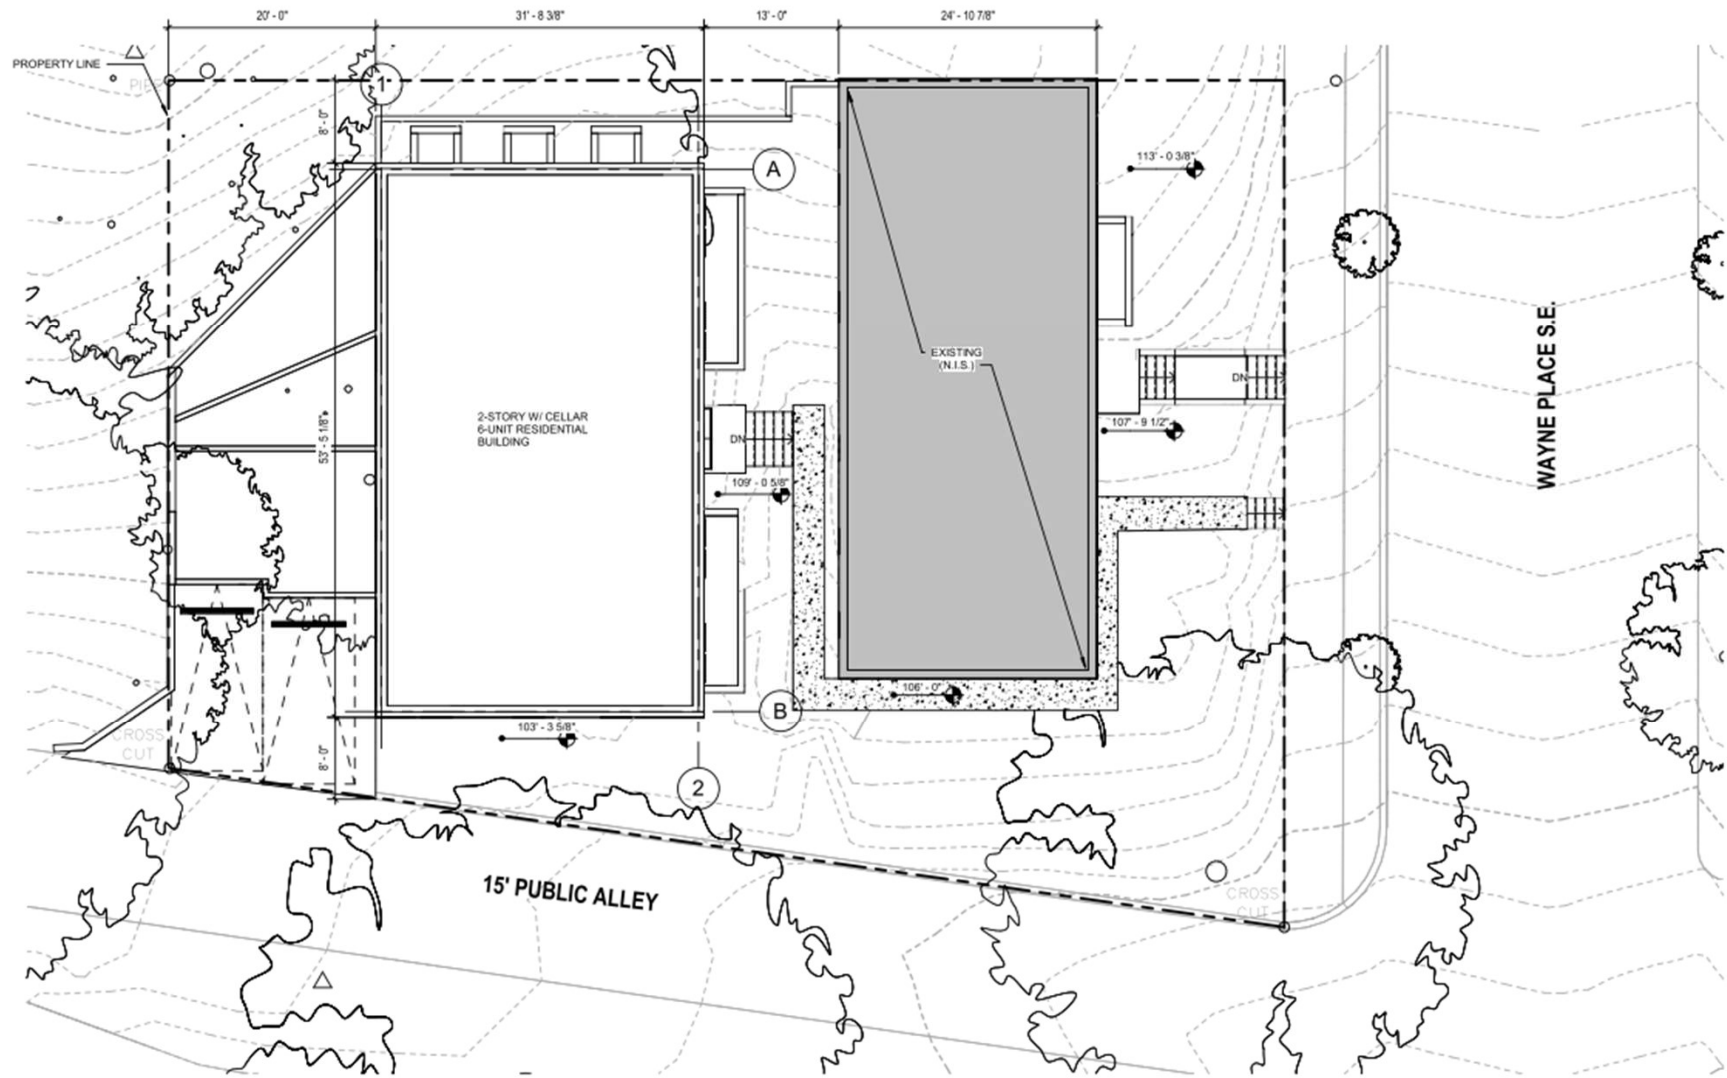 20' - 0"
31' - 8 3/8"
13' - 0"
24' - 10 7/8"
PROPERTY LINE
1
8' - 0"
A
113' - 0 3/8"
EXISTING
(N.I.S.)
DN
107' - 9 1/2"
WAYNE PLACE S.E.
2-STORY W/ CELLAR
6-UNIT RESIDENTIAL
BUILDING
53' - 5 1/8"
DN
109' - 0 5/8"
106' - 0"
B
103' - 3 5/8"
CROSS
CUT
8' - 0"
2
15' PUBLIC ALLEY
CROSS
CUT